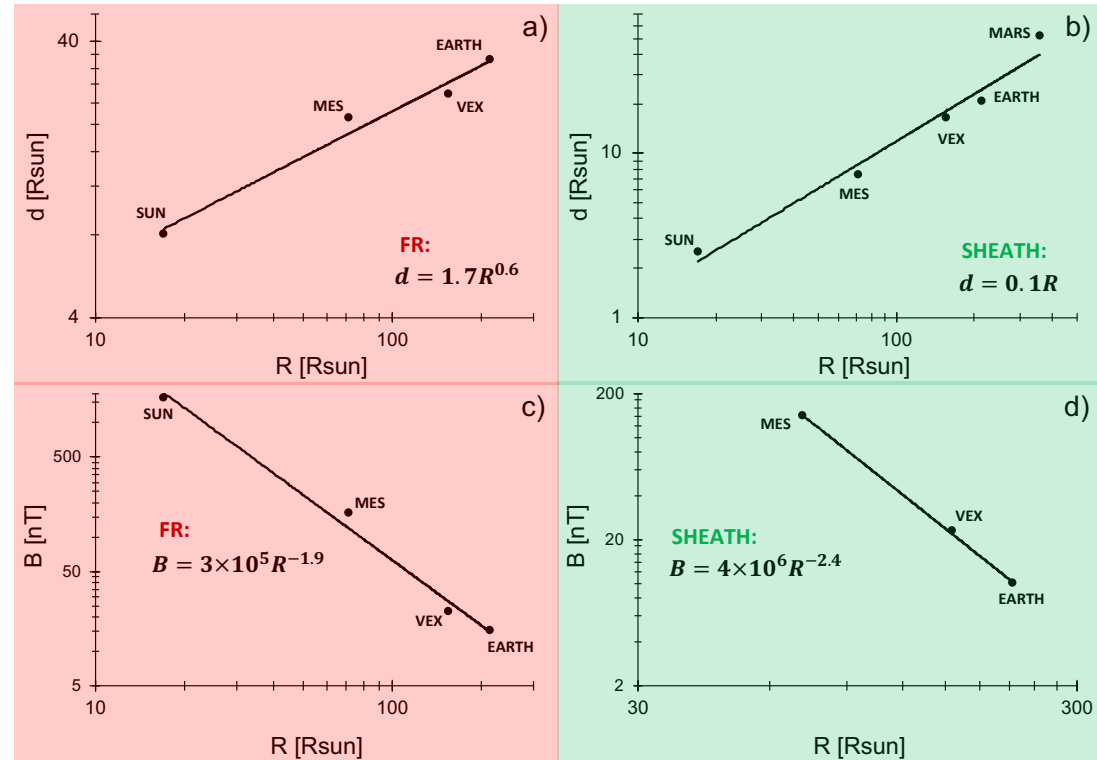 a)
40
EARTH
MES
VEX
d [Rsun]
SUN
FR:
d = 1.7R^0.6
4
10
100
R [Rsun]
b)
MARS
EARTH
10
VEX
d [Rsun]
MES
SUN
SHEATH:
d = 0.1R
1
10
100
R [Rsun]
c)
SUN
500
MES
B [nT]
FR:
B = 3×10^5R^−1.9
50
VEX
EARTH
5
10
100
R [Rsun]
d)
200
MES
VEX
20
B [nT]
SHEATH:
B = 4×10^6R^−2.4
EARTH
2
30
300
R [Rsun]